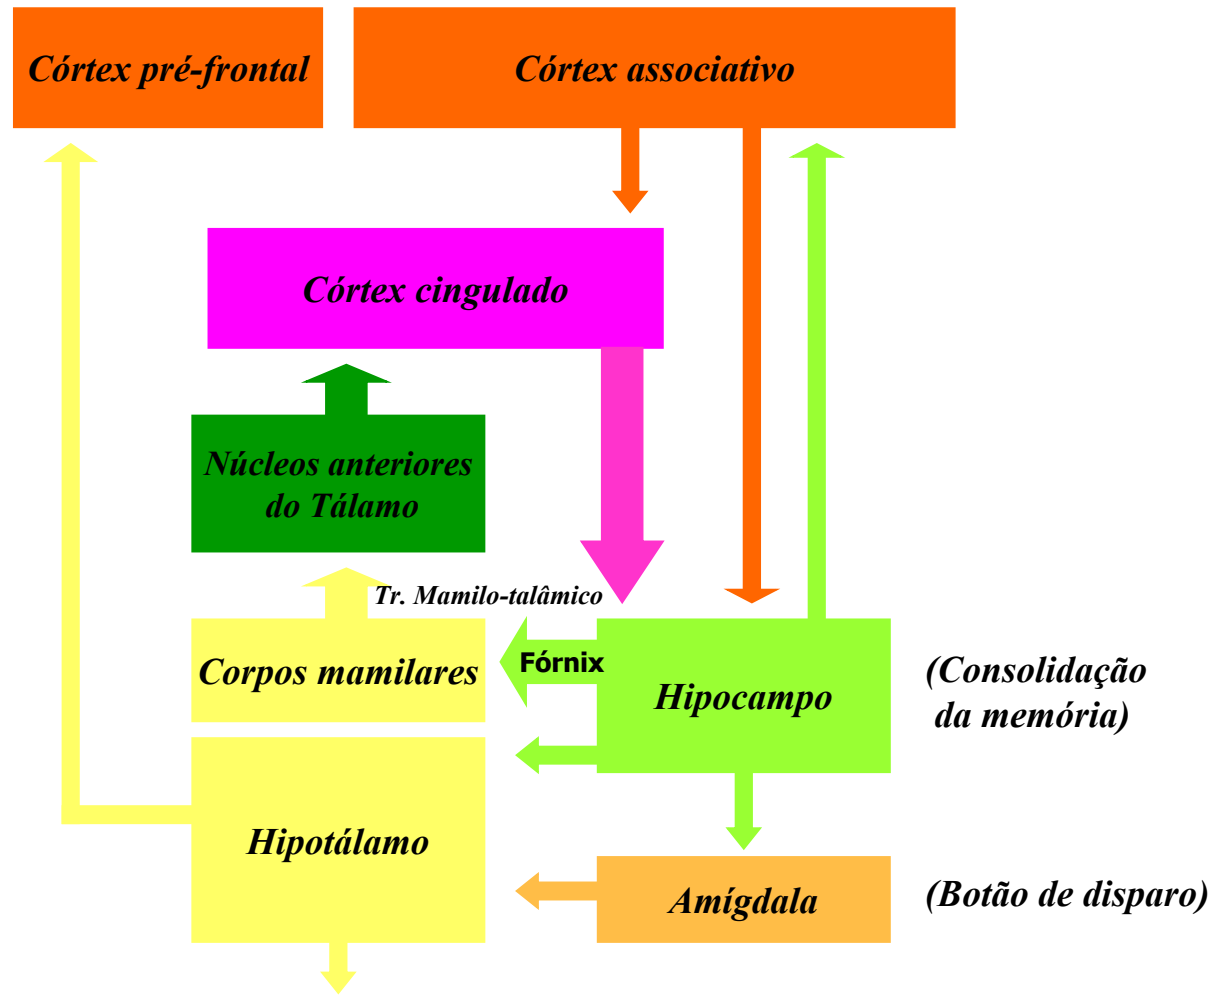 Córtex pré-frontal
Córtex associativo
Córtex cingulado
Núcleos anteriores
do Tálamo
Tr. Mamilo-talâmico
Corpos mamilares
Fórnix
Hipocampo
(Consolidação
da memória)
Hipotálamo
Amígdala
(Botão de disparo)